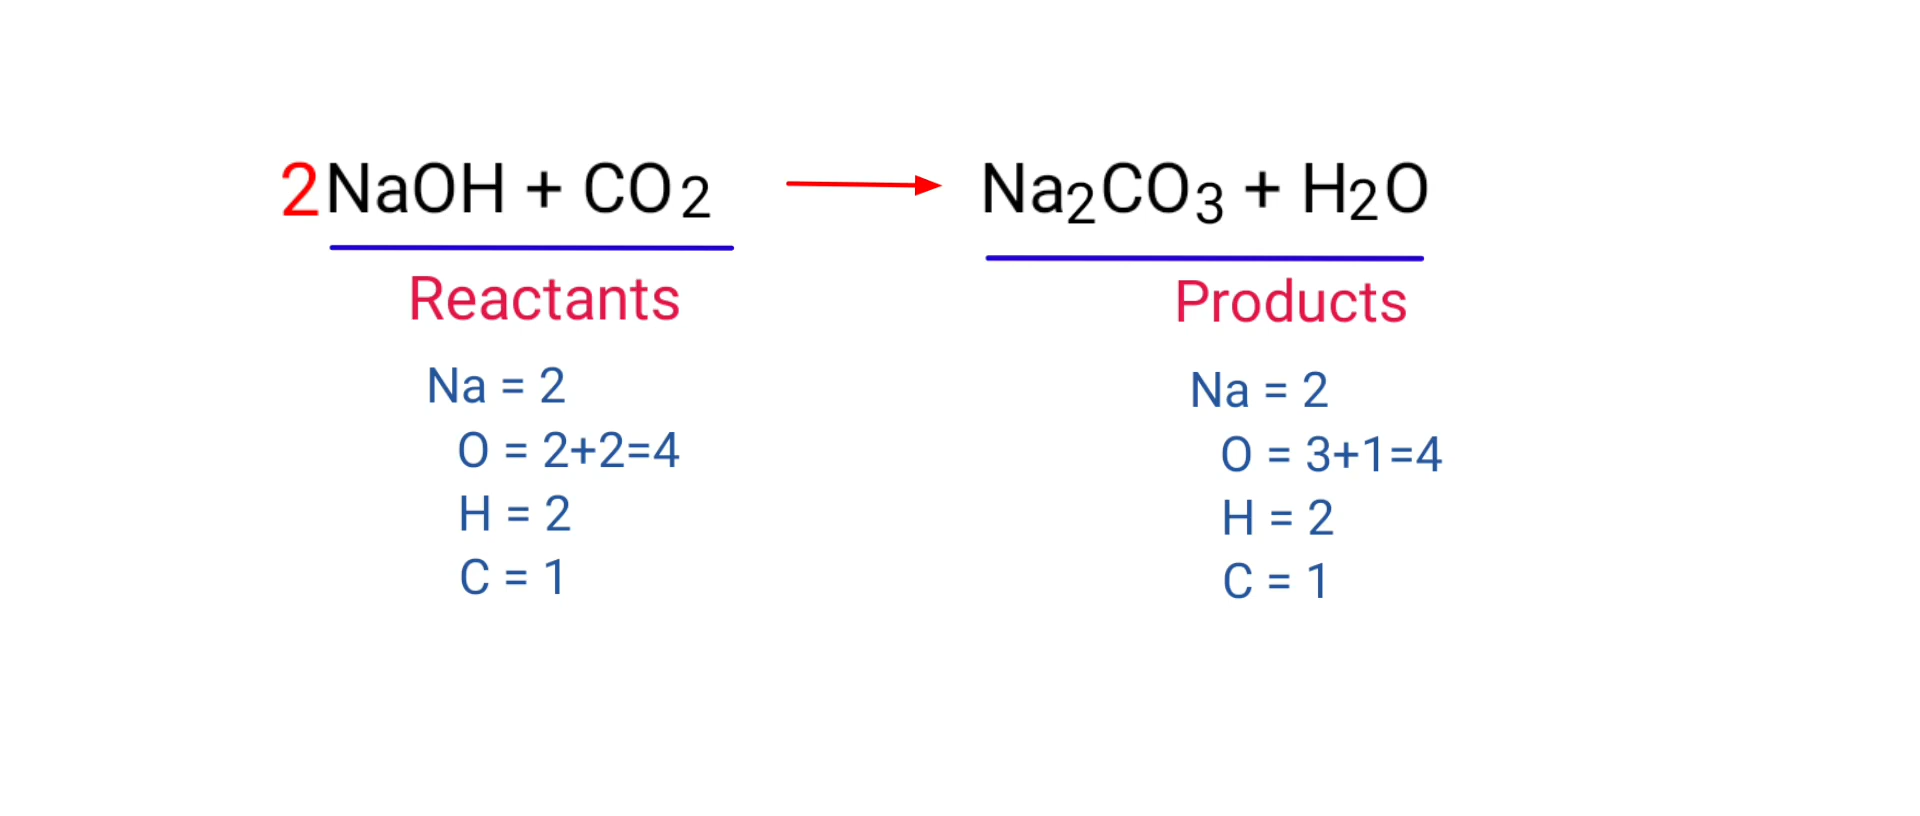 2NaOH + CO2 → Na2CO3 + H2O
Reactants
Products
Na = 2
O = 2+2=4
H = 2
C = 1
Na = 2
O = 3+1=4
H = 2
C = 1